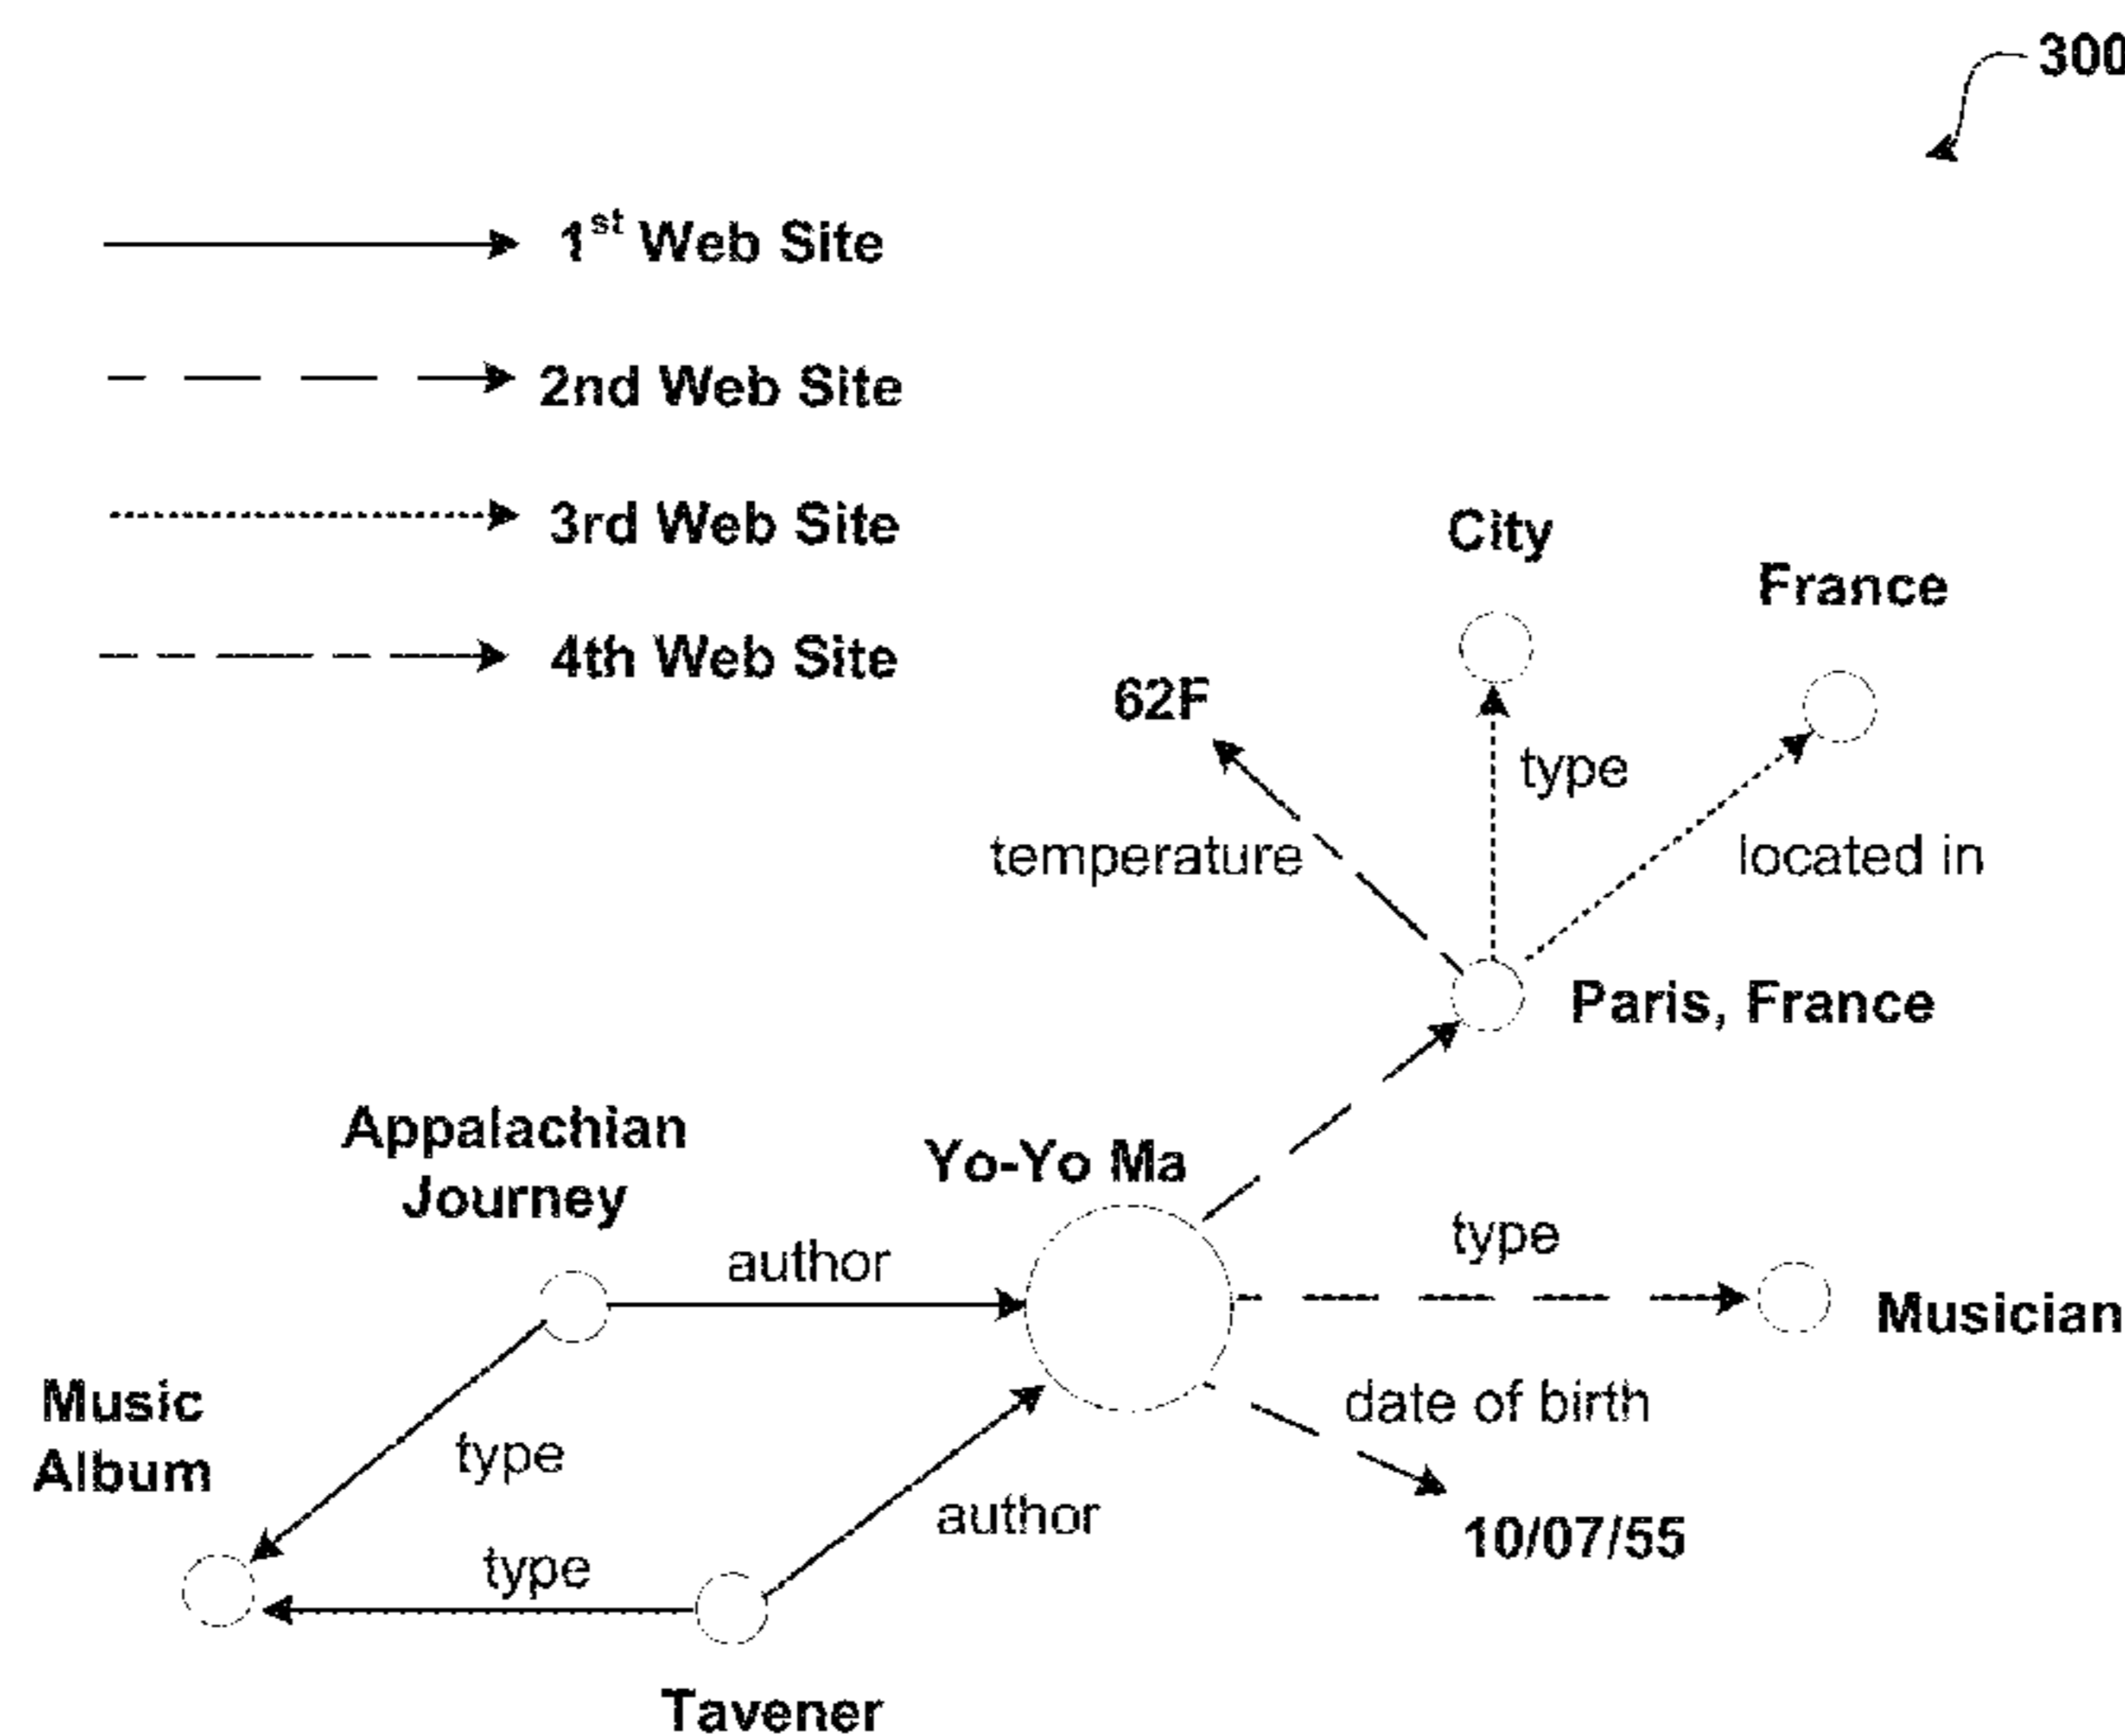 300
1st Web Site
2nd Web Site
3rd Web Site
4th Web Site
City
France
62F
type
temperature
located in
Paris, France
Appalachian
Journey
Yo-Yo Ma
author
type
Musician
Music
Album
type
date of birth
author
10/07/55
type
Tavener